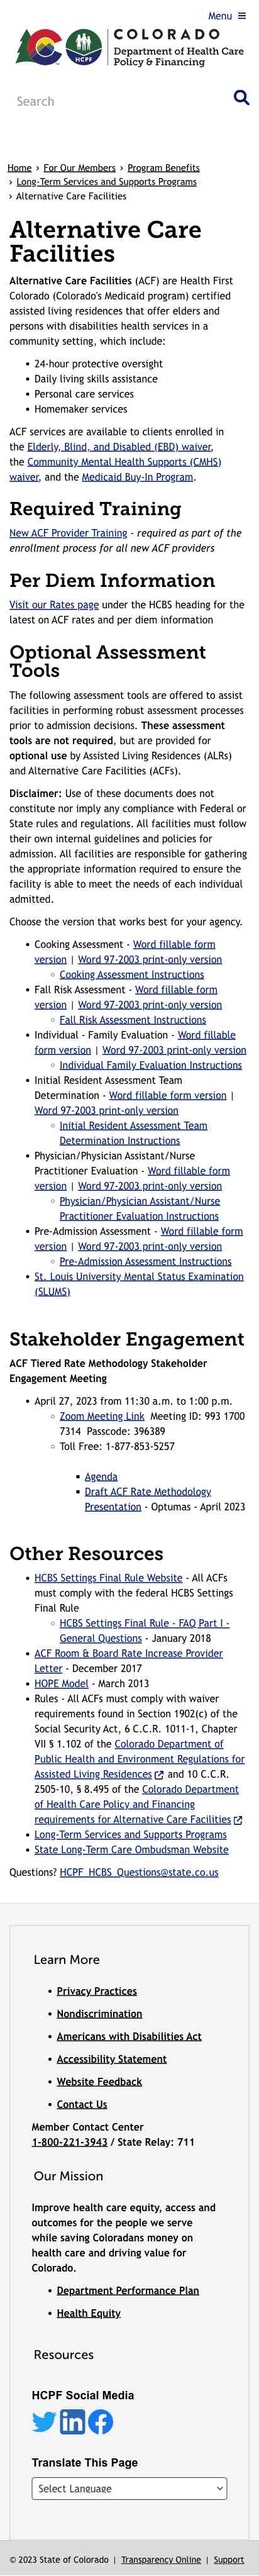 Menu
COLORADO
Department of Health Care
Policy & Financing
HCPF
Search
Home › For Our Members › Program Benefits
› Long-Term Services and Supports Programs
› Alternative Care Facilities
Alternative Care
Facilities
Alternative Care Facilities (ACF) are Health First
Colorado (Colorado's Medicaid program) certified
assisted living residences that offer elders and
persons with disabilities health services in a
community setting, which include:
• 24-hour protective oversight
• Daily living skills assistance
• Personal care services
• Homemaker services
ACF services are available to clients enrolled in
the Elderly, Blind, and Disabled (EBD) waiver,
the Community Mental Health Supports (CMHS)
waiver, and the Medicaid Buy-In Program.
Required Training
New ACF Provider Training - required as part of the
enrollment process for all new ACF providers
Per Diem Information
Visit our Rates page under the HCBS heading for the
latest on ACF rates and per diem information
Optional Assessment
Tools
The following assessment tools are offered to assist
facilities in performing robust assessment processes
prior to admission decisions. These assessment
tools are not required, but are provided for
optional use by Assisted Living Residences (ALRs)
and Alternative Care Facilities (ACFs).
Disclaimer: Use of these documents does not
constitute nor imply any compliance with Federal or
State rules and regulations. All facilities must follow
their own internal guidelines and policies for
admission. All facilities are responsible for gathering
the appropriate information required to ensure the
facility is able to meet the needs of each individual
admitted.
Choose the version that works best for your agency.
• Cooking Assessment - Word fillable form
version | Word 97-2003 print-only version
◦ Cooking Assessment Instructions
• Fall Risk Assessment - Word fillable form
version | Word 97-2003 print-only version
◦ Fall Risk Assessment Instructions
• Individual - Family Evaluation - Word fillable
form version | Word 97-2003 print-only version
◦ Individual Family Evaluation Instructions
• Initial Resident Assessment Team
Determination - Word fillable form version |
Word 97-2003 print-only version
◦ Initial Resident Assessment Team
Determination Instructions
• Physician/Physician Assistant/Nurse
Practitioner Evaluation - Word fillable form
version | Word 97-2003 print-only version
◦ Physician/Physician Assistant/Nurse
Practitioner Evaluation Instructions
• Pre-Admission Assessment - Word fillable form
version | Word 97-2003 print-only version
◦ Pre-Admission Assessment Instructions
• St. Louis University Mental Status Examination
(SLUMS)
Stakeholder Engagement
ACF Tiered Rate Methodology Stakeholder
Engagement Meeting
• April 27, 2023 from 11:30 a.m. to 1:00 p.m.
◦ Zoom Meeting Link Meeting ID: 993 1700
7314 Passcode: 396389
◦ Toll Free: 1-877-853-5257
▪ Agenda
▪ Draft ACF Rate Methodology
Presentation - Optumas - April 2023
Other Resources
• HCBS Settings Final Rule Website - All ACFs
must comply with the federal HCBS Settings
Final Rule
◦ HCBS Settings Final Rule - FAQ Part I -
General Questions - January 2018
• ACF Room & Board Rate Increase Provider
Letter - December 2017
• HOPE Model - March 2013
• Rules - All ACFs must comply with waiver
requirements found in Section 1902(c) of the
Social Security Act, 6 C.C.R. 1011-1, Chapter
VII § 1.102 of the Colorado Department of
Public Health and Environment Regulations for
Assisted Living Residences and 10 C.C.R.
2505-10, § 8.495 of the Colorado Department
of Health Care Policy and Financing
requirements for Alternative Care Facilities
• Long-Term Services and Supports Programs
• State Long-Term Care Ombudsman Website
Questions? HCPF_HCBS_Questions@state.co.us
Learn More
• Privacy Practices
• Nondiscrimination
• Americans with Disabilities Act
• Accessibility Statement
• Website Feedback
• Contact Us
Member Contact Center
1-800-221-3943 / State Relay: 711
Our Mission
Improve health care equity, access and
outcomes for the people we serve
while saving Coloradans money on
health care and driving value for
Colorado.
• Department Performance Plan
• Health Equity
Resources
HCPF Social Media
Translate This Page
Select Language
© 2023 State of Colorado | Transparency Online | Support